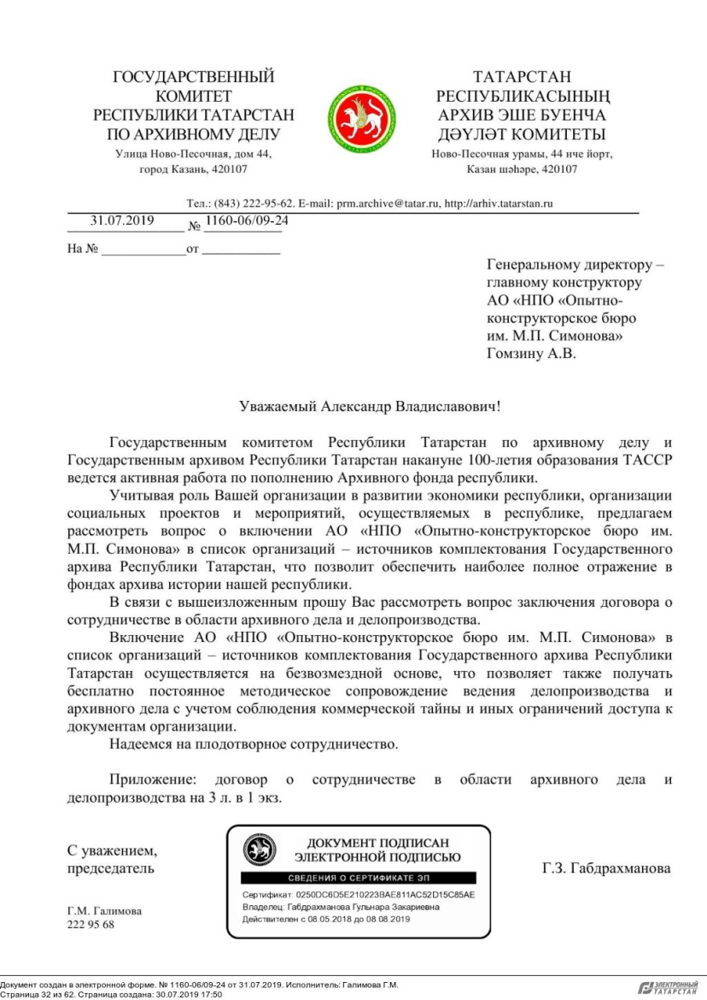 ГОСУДАРСТВЕННЫЙ
КОМИТЕТ
РЕСПУБЛИКИ ТАТАРСТАН
ПО АРХИВНОМУ ДЕЛУ
Улица Ново-Песочная, дом 44,
город Казань, 420107
ТАТАРСТАН
РЕСПУБЛИКАСЫНЫҢ
АРХИВ ЭШЕ БУЕНЧА
ДӘҮЛӘТ КОМИТЕТЫ
Ново-Песочная урамы, 44 нче йорт,
Казан шәһәре, 420107
Тел.: (843) 222-95-62. E-mail: prm.archive@tatar.ru, http://arhiv.tatarstan.ru
31.07.2019 № 1160-06/09-24
На № ______________от _____________
Генеральному директору –
главному конструктору
АО «НПО «Опытно-
конструкторское бюро
им. М.П. Симонова»
Гомзину А.В.
Уважаемый Александр Владиславович!
Государственным комитетом Республики Татарстан по архивному делу и
Государственным архивом Республики Татарстан накануне 100-летия образования ТАССР
ведется активная работа по пополнению Архивного фонда республики.
Учитывая роль Вашей организации в развитии экономики республики, организации
социальных проектов и мероприятий, осуществляемых в республике, предлагаем
рассмотреть вопрос о включении АО «НПО «Опытно-конструкторское бюро им.
М.П. Симонова» в список организаций – источников комплектования Государственного
архива Республики Татарстан, что позволит обеспечить наиболее полное отражение в
фондах архива истории нашей республики.
В связи с вышеизложенным прошу Вас рассмотреть вопрос заключения договора о
сотрудничестве в области архивного дела и делопроизводства.
Включение АО «НПО «Опытно-конструкторское бюро им. М.П. Симонова» в
список организаций – источников комплектования Государственного архива Республики
Татарстан осуществляется на безвозмездной основе, что позволяет также получать
бесплатно постоянное методическое сопровождение ведения делопроизводства и
архивного дела с учетом соблюдения коммерческой тайны и иных ограничений доступа к
документам организации.
Надеемся на плодотворное сотрудничество.
Приложение: договор о сотрудничестве в области архивного дела и
делопроизводства на 3 л. в 1 экз.
С уважением,
председатель
ДОКУМЕНТ ПОДПИСАН
ЭЛЕКТРОННОЙ ПОДПИСЬЮ
СВЕДЕНИЯ О СЕРТИФИКАТЕ ЭП
Сертификат: 0250DC6D5E210223BAE811AC52D15C85AE
Владелец: Габдрахманова Гульнара Закариевна
Действителен с 08.05.2018 до 08.08.2019
Г.З. Габдрахманова
Г.М. Галимова
222 95 68
Документ создан в электронной форме. № 1160-06/09-24 от 31.07.2019. Исполнитель: Галимова Г.М.
Страница 32 из 62. Страница создана: 30.07.2019 17:50
ЭЛЕКТРОННЫЙ
ТАТАРСТАН